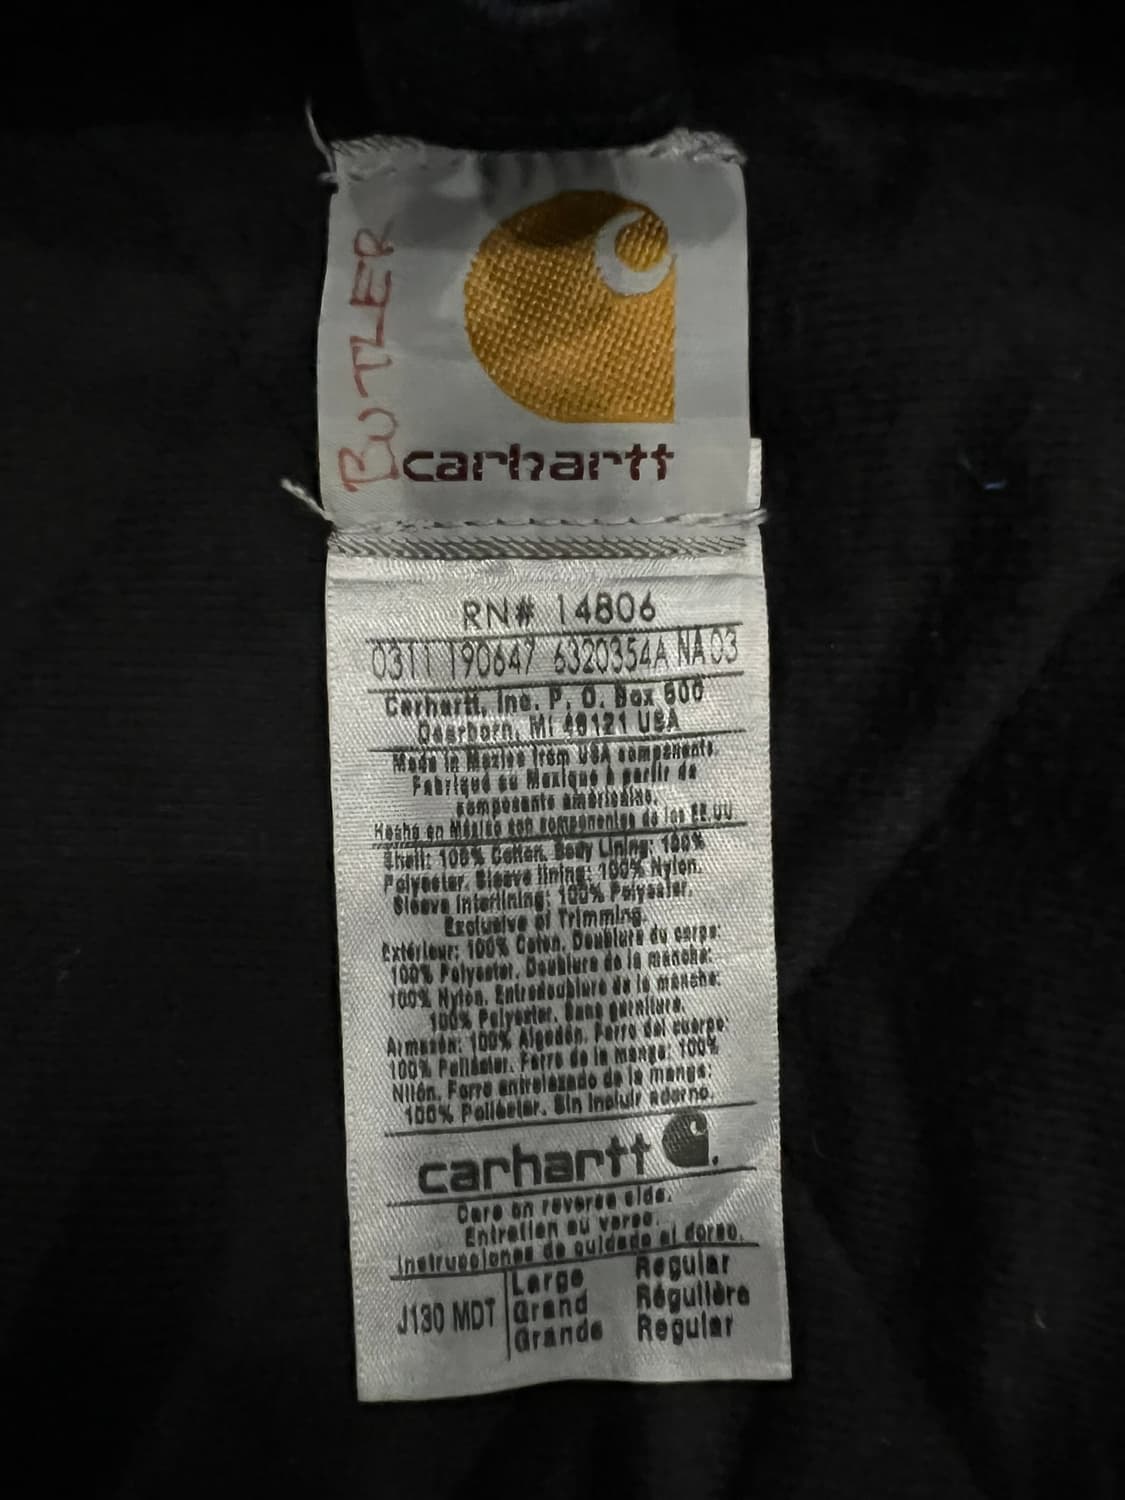 BUTLER
carhartt
RN# 14806
0311 190647 6320354A NA 03
Carhartt, Inc. P. O. Box 600
Dearborn, MI 48121 USA
Made in Mexico from USA components.
Fabriqué au Mexique à partir de
composants américains.
Hecho en México con componentes de los EE.UU
Shell: 100% Cotton. Body Lining: 100%
Polyester. Sleeve lining: 100% Nylon.
Sleeve Interlining: 100% Polyester.
Exclusive of Trimming.
Extérieur: 100% Coton. Doublure du corps:
100% Polyester. Doublure de la manche:
100% Nylon. Entredoublure de la manche:
100% Polyester. Sans garniture.
Armazón: 100% Algodón. Forro del cuerpo:
100% Poliéster. Forro de la manga: 100%
Nilón. Forro entrelazado de la manga:
100% Poliéster. Sin incluir adorno.
carhartt
Care on reverse side.
Entretien au verso.
Instrucciones de cuidado al dorso.
J130 MDT
Large Regular
Grand Régulière
Grande Regular